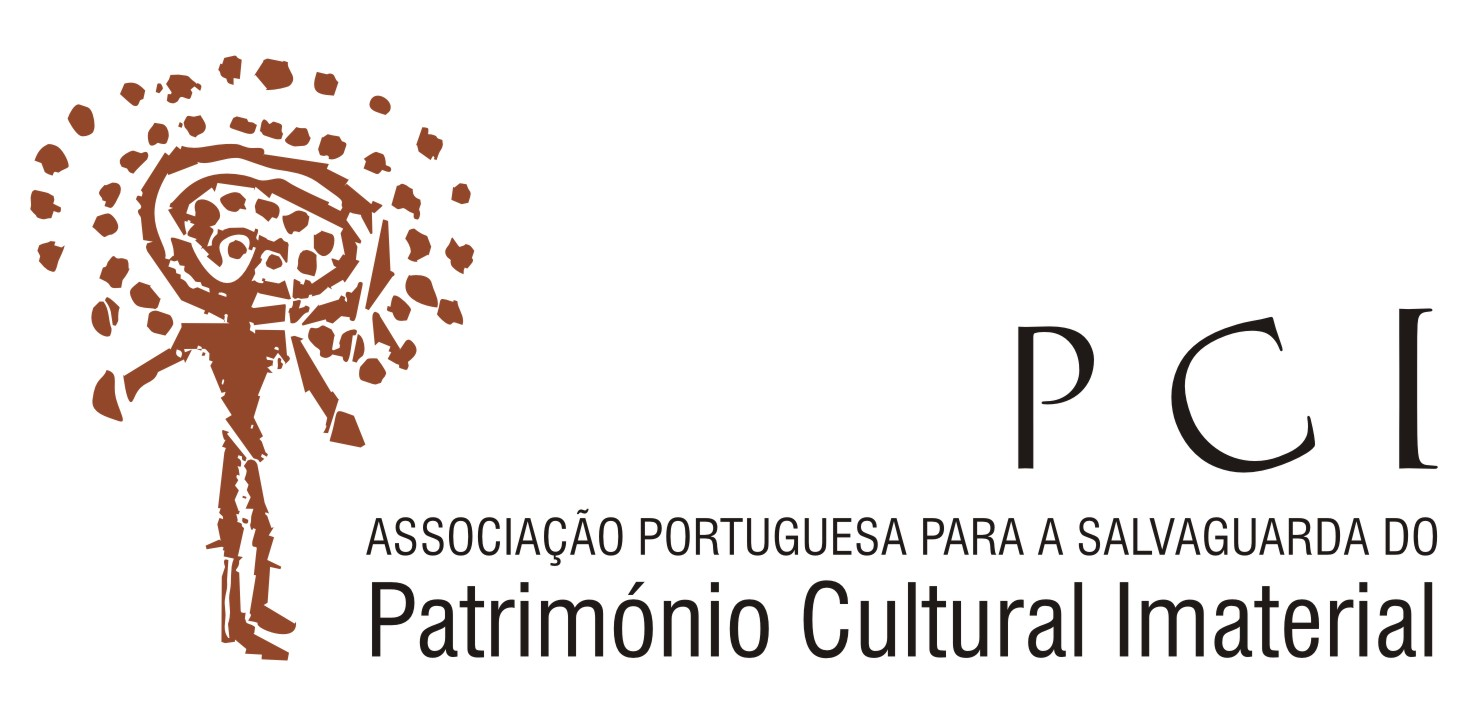 PCI
ASSOCIAÇÃO PORTUGUESA PARA A SALVAGUARDA DO
Património Cultural Imaterial